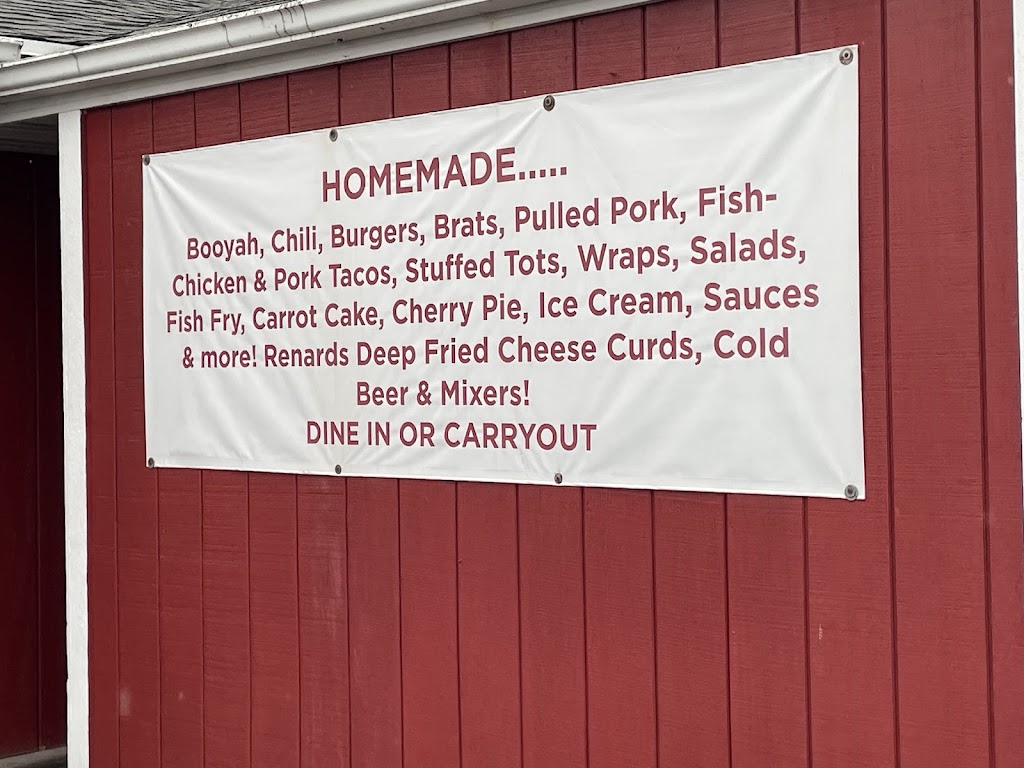 HOMEMADE.....
Booyah, Chili, Burgers, Brats, Pulled Pork, Fish-
Chicken & Pork Tacos, Stuffed Tots, Wraps, Salads,
Fish Fry, Carrot Cake, Cherry Pie, Ice Cream, Sauces
& more! Renards Deep Fried Cheese Curds, Cold
Beer & Mixers!
DINE IN OR CARRYOUT